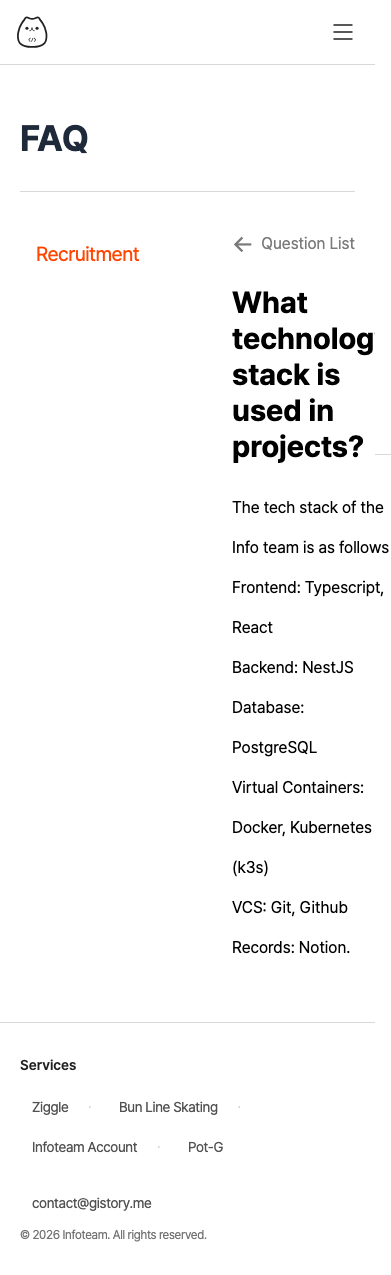 FAQ
Recruitment
Question List
What
technolog
stack is
used in
projects?
The tech stack of the
Info team is as follows
Frontend: Typescript,
React
Backend: NestJS
Database:
PostgreSQL
Virtual Containers:
Docker, Kubernetes
(k3s)
VCS: Git, Github
Records: Notion.
Services
Ziggle · Bun Line Skating ·
Infoteam Account · Pot-G
contact@gistory.me
© 2026 Infoteam. All rights reserved.